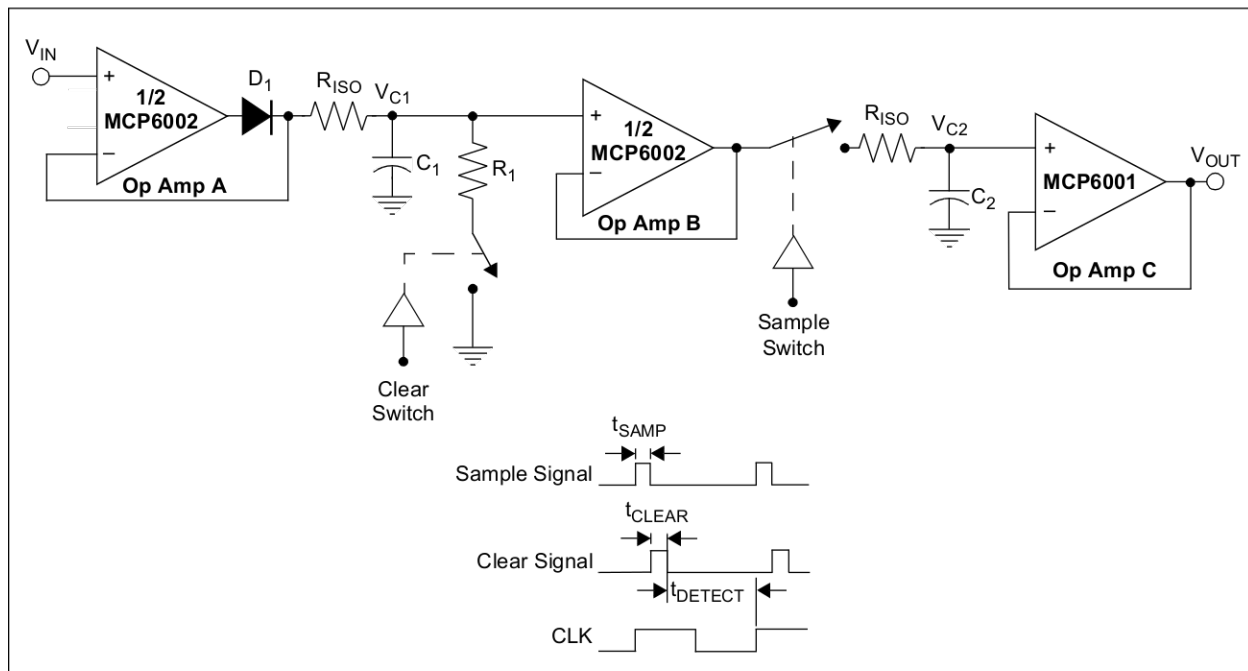 V_IN
+
−
1/2
MCP6002
Op Amp A
D_1
R_ISO
V_C1
C_1
R_1
Clear
Switch
+
−
1/2
MCP6002
Op Amp B
Sample
Switch
R_ISO
V_C2
C_2
+
−
MCP6001
Op Amp C
V_OUT
t_SAMP
Sample Signal
t_CLEAR
Clear Signal
t_DETECT
CLK